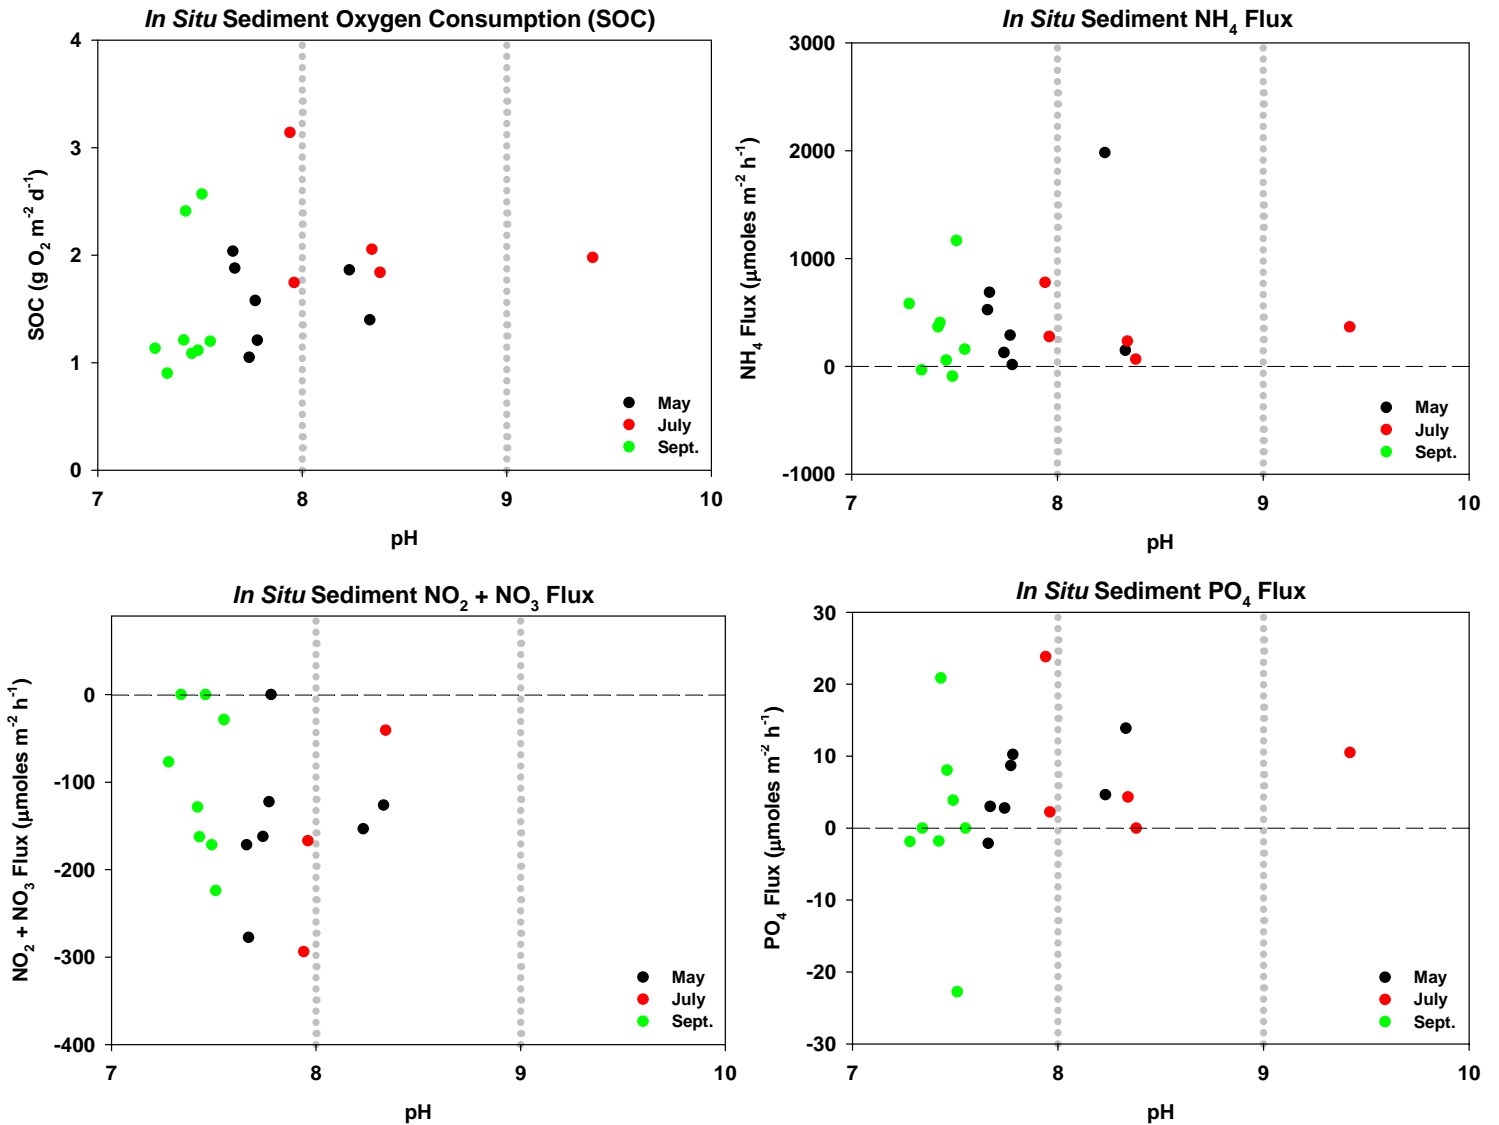 In Situ Sediment Oxygen Consumption (SOC)
4
3
2
1
0
SOC (g O₂ m⁻² d⁻¹)
May
July
Sept.
7 8 9 10
pH
In Situ Sediment NH₄ Flux
3000
2000
1000
0
-1000
NH₄ Flux (μmoles m⁻² h⁻¹)
May
July
Sept.
7 8 9 10
pH
In Situ Sediment NO₂ + NO₃ Flux
0
-100
-200
-300
-400
NO₂ + NO₃ Flux (μmoles m⁻² h⁻¹)
May
July
Sept.
7 8 9 10
pH
In Situ Sediment PO₄ Flux
30
20
10
0
-10
-20
-30
PO₄ Flux (μmoles m⁻² h⁻¹)
May
July
Sept.
7 8 9 10
pH